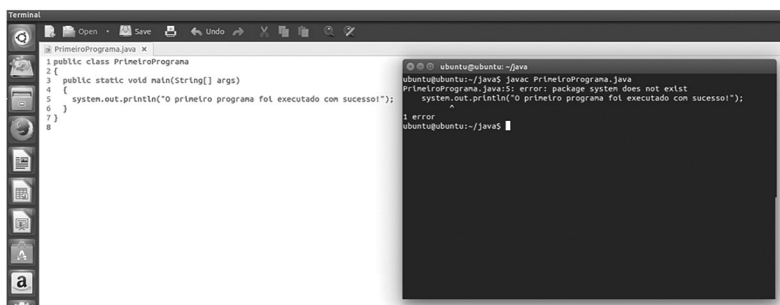 Terminal
Open Save Undo
PrimeiroPrograma.java ×
1 public class PrimeiroPrograma
2 {
3 public static void main(String[] args)
4 {
5 system.out.println("O primeiro programa foi executado com sucesso!");
6 }
7 }
8
ubuntu@ubuntu: ~/java
ubuntu@ubuntu:~/java$ javac PrimeiroPrograma.java
PrimeiroPrograma.java:5: error: package system does not exist
system.out.println("O primeiro programa foi executado com sucesso!");
^
1 error
ubuntu@ubuntu:~/java$
a